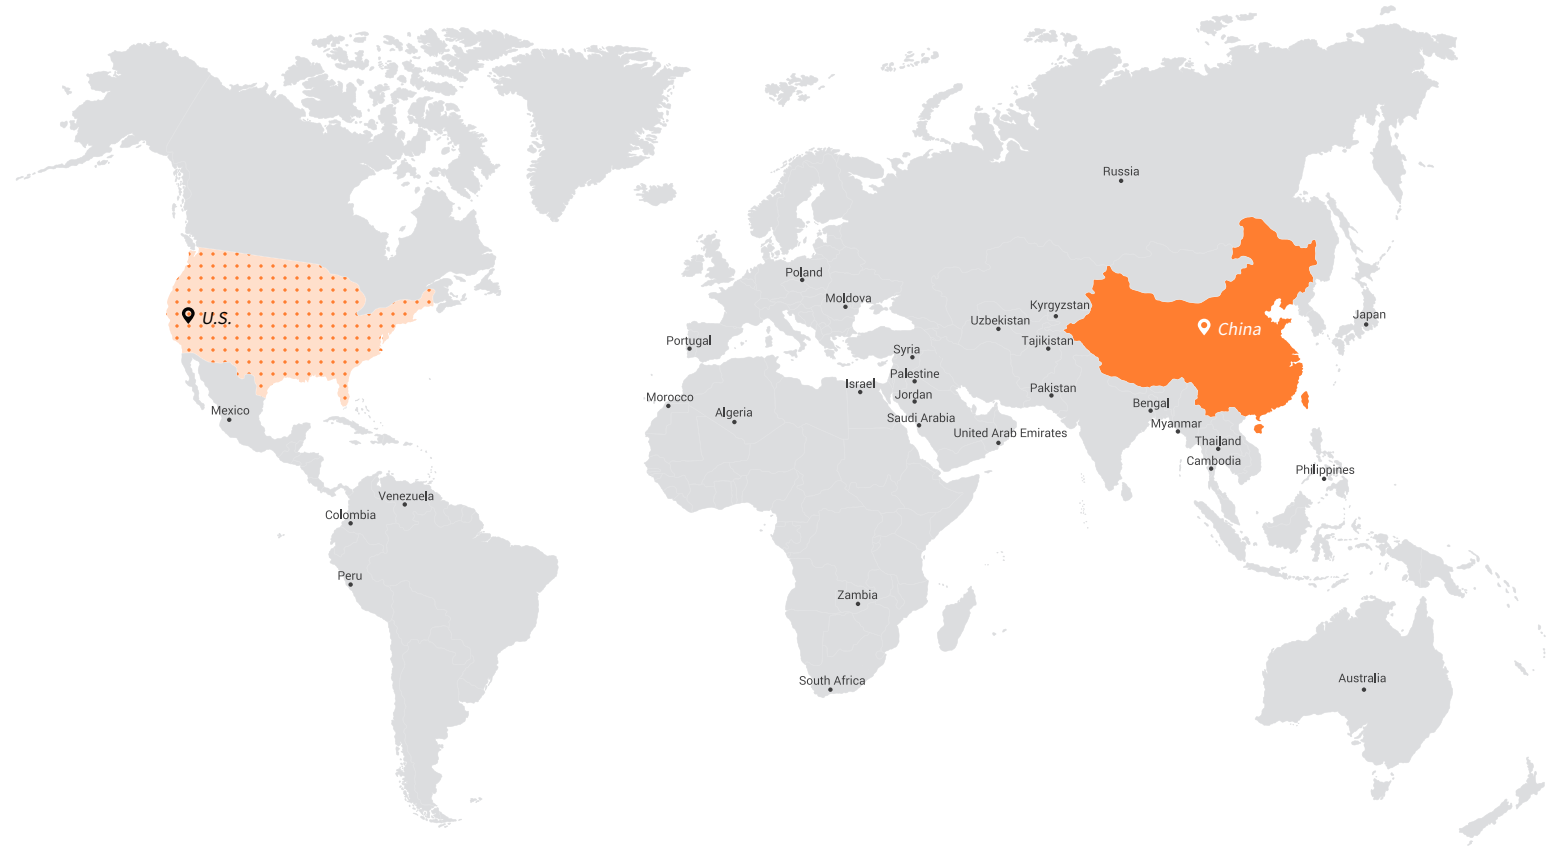 Russia
Poland
Moldova
Kyrgyzstan
U.S.
Uzbekistan
Japan
China
Portugal
Syria
Tajikistan
Palestine
Israel
Jordan
Pakistan
Morocco
Mexico
Algeria
Saudi Arabia
Bengal
Myanmar
United Arab Emirates
Thailand
Cambodia
Philippines
Venezuela
Colombia
Peru
Zambia
South Africa
Australia